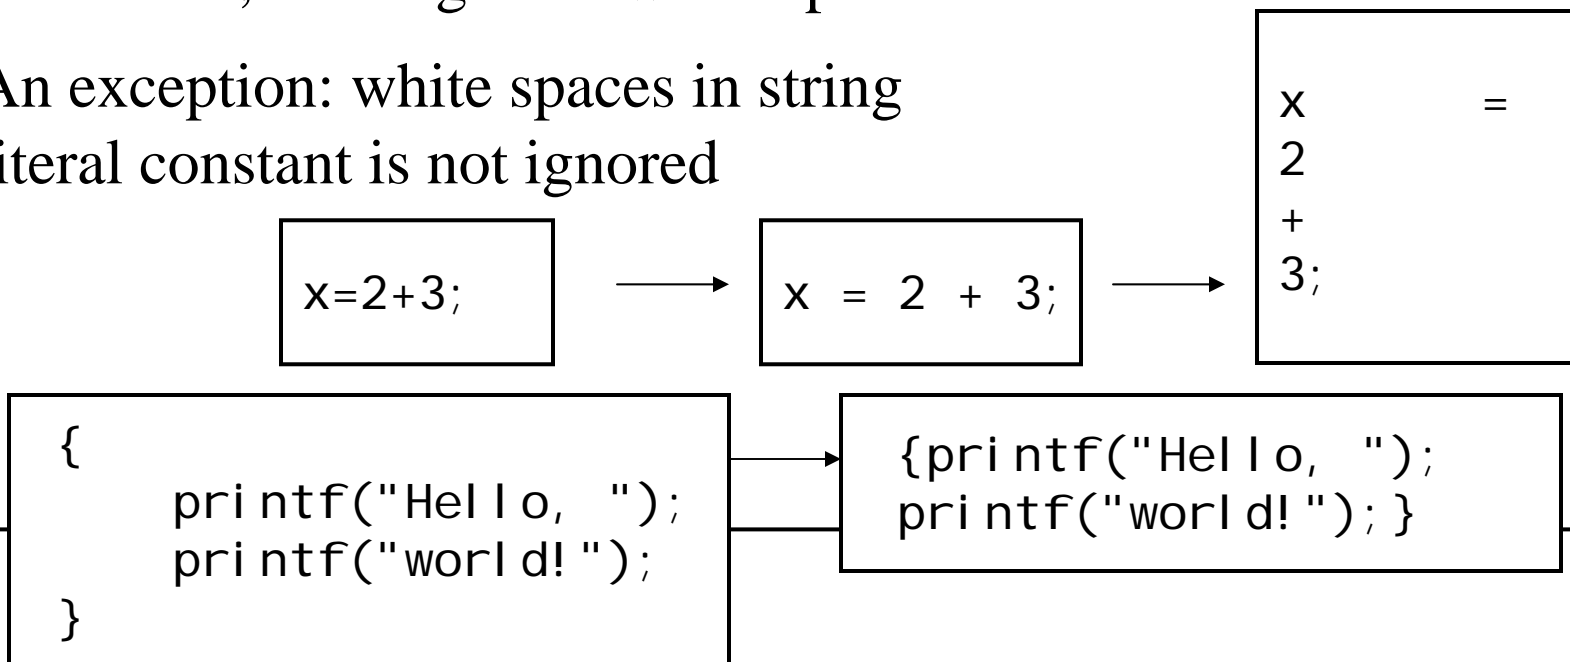 An exception: white spaces in string
literal constant is not ignored
x=2+3;
x = 2 + 3;
x =
2
+
3;
{
printf("Hello, ");
printf("world!");
}
{printf("Hello, ");
printf("world!");}